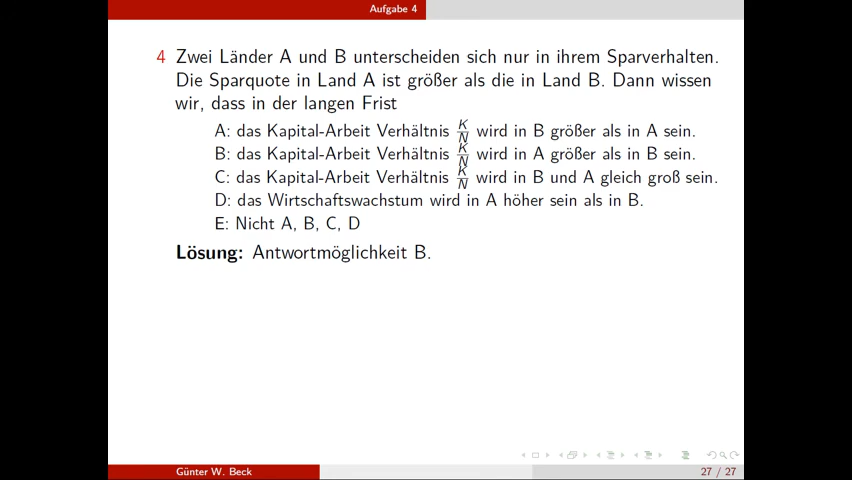 Aufgabe 4
4 Zwei Länder A und B unterscheiden sich nur in ihrem Sparverhalten.
Die Sparquote in Land A ist größer als die in Land B. Dann wissen
wir, dass in der langen Frist
A: das Kapital-Arbeit Verhältnis K/N wird in B größer als in A sein.
B: das Kapital-Arbeit Verhältnis K/N wird in A größer als in B sein.
C: das Kapital-Arbeit Verhältnis K/N wird in B und A gleich groß sein.
D: das Wirtschaftswachstum wird in A höher sein als in B.
E: Nicht A, B, C, D
Lösung: Antwortmöglichkeit B.
Günter W. Beck
27 / 27